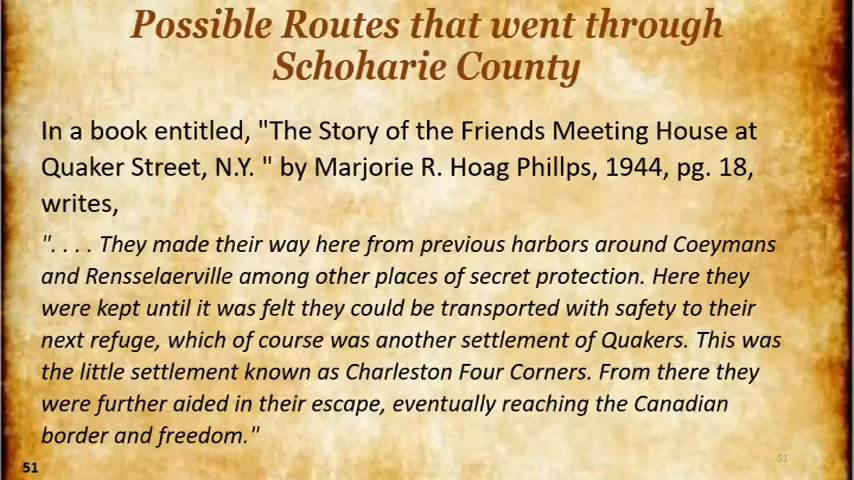 Possible Routes that went through
Schoharie County
In a book entitled, "The Story of the Friends Meeting House at
Quaker Street, N.Y. " by Marjorie R. Hoag Phillps, 1944, pg. 18,
writes,
". . . . They made their way here from previous harbors around Coeymans
and Rensselaerville among other places of secret protection. Here they
were kept until it was felt they could be transported with safety to their
next refuge, which of course was another settlement of Quakers. This was
the little settlement known as Charleston Four Corners. From there they
were further aided in their escape, eventually reaching the Canadian
border and freedom."
51
51